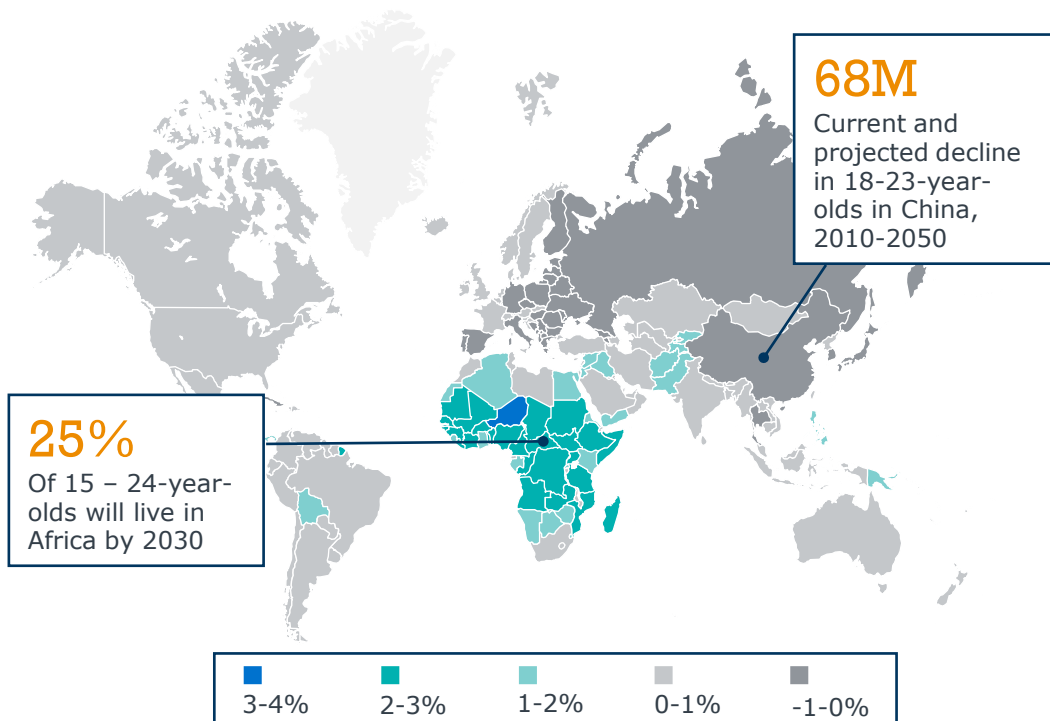 68M
Current and
projected decline
in 18-23-year-
olds in China,
2010-2050
25%
Of 15 – 24-year-
olds will live in
Africa by 2030
3-4%
2-3%
1-2%
0-1%
-1-0%